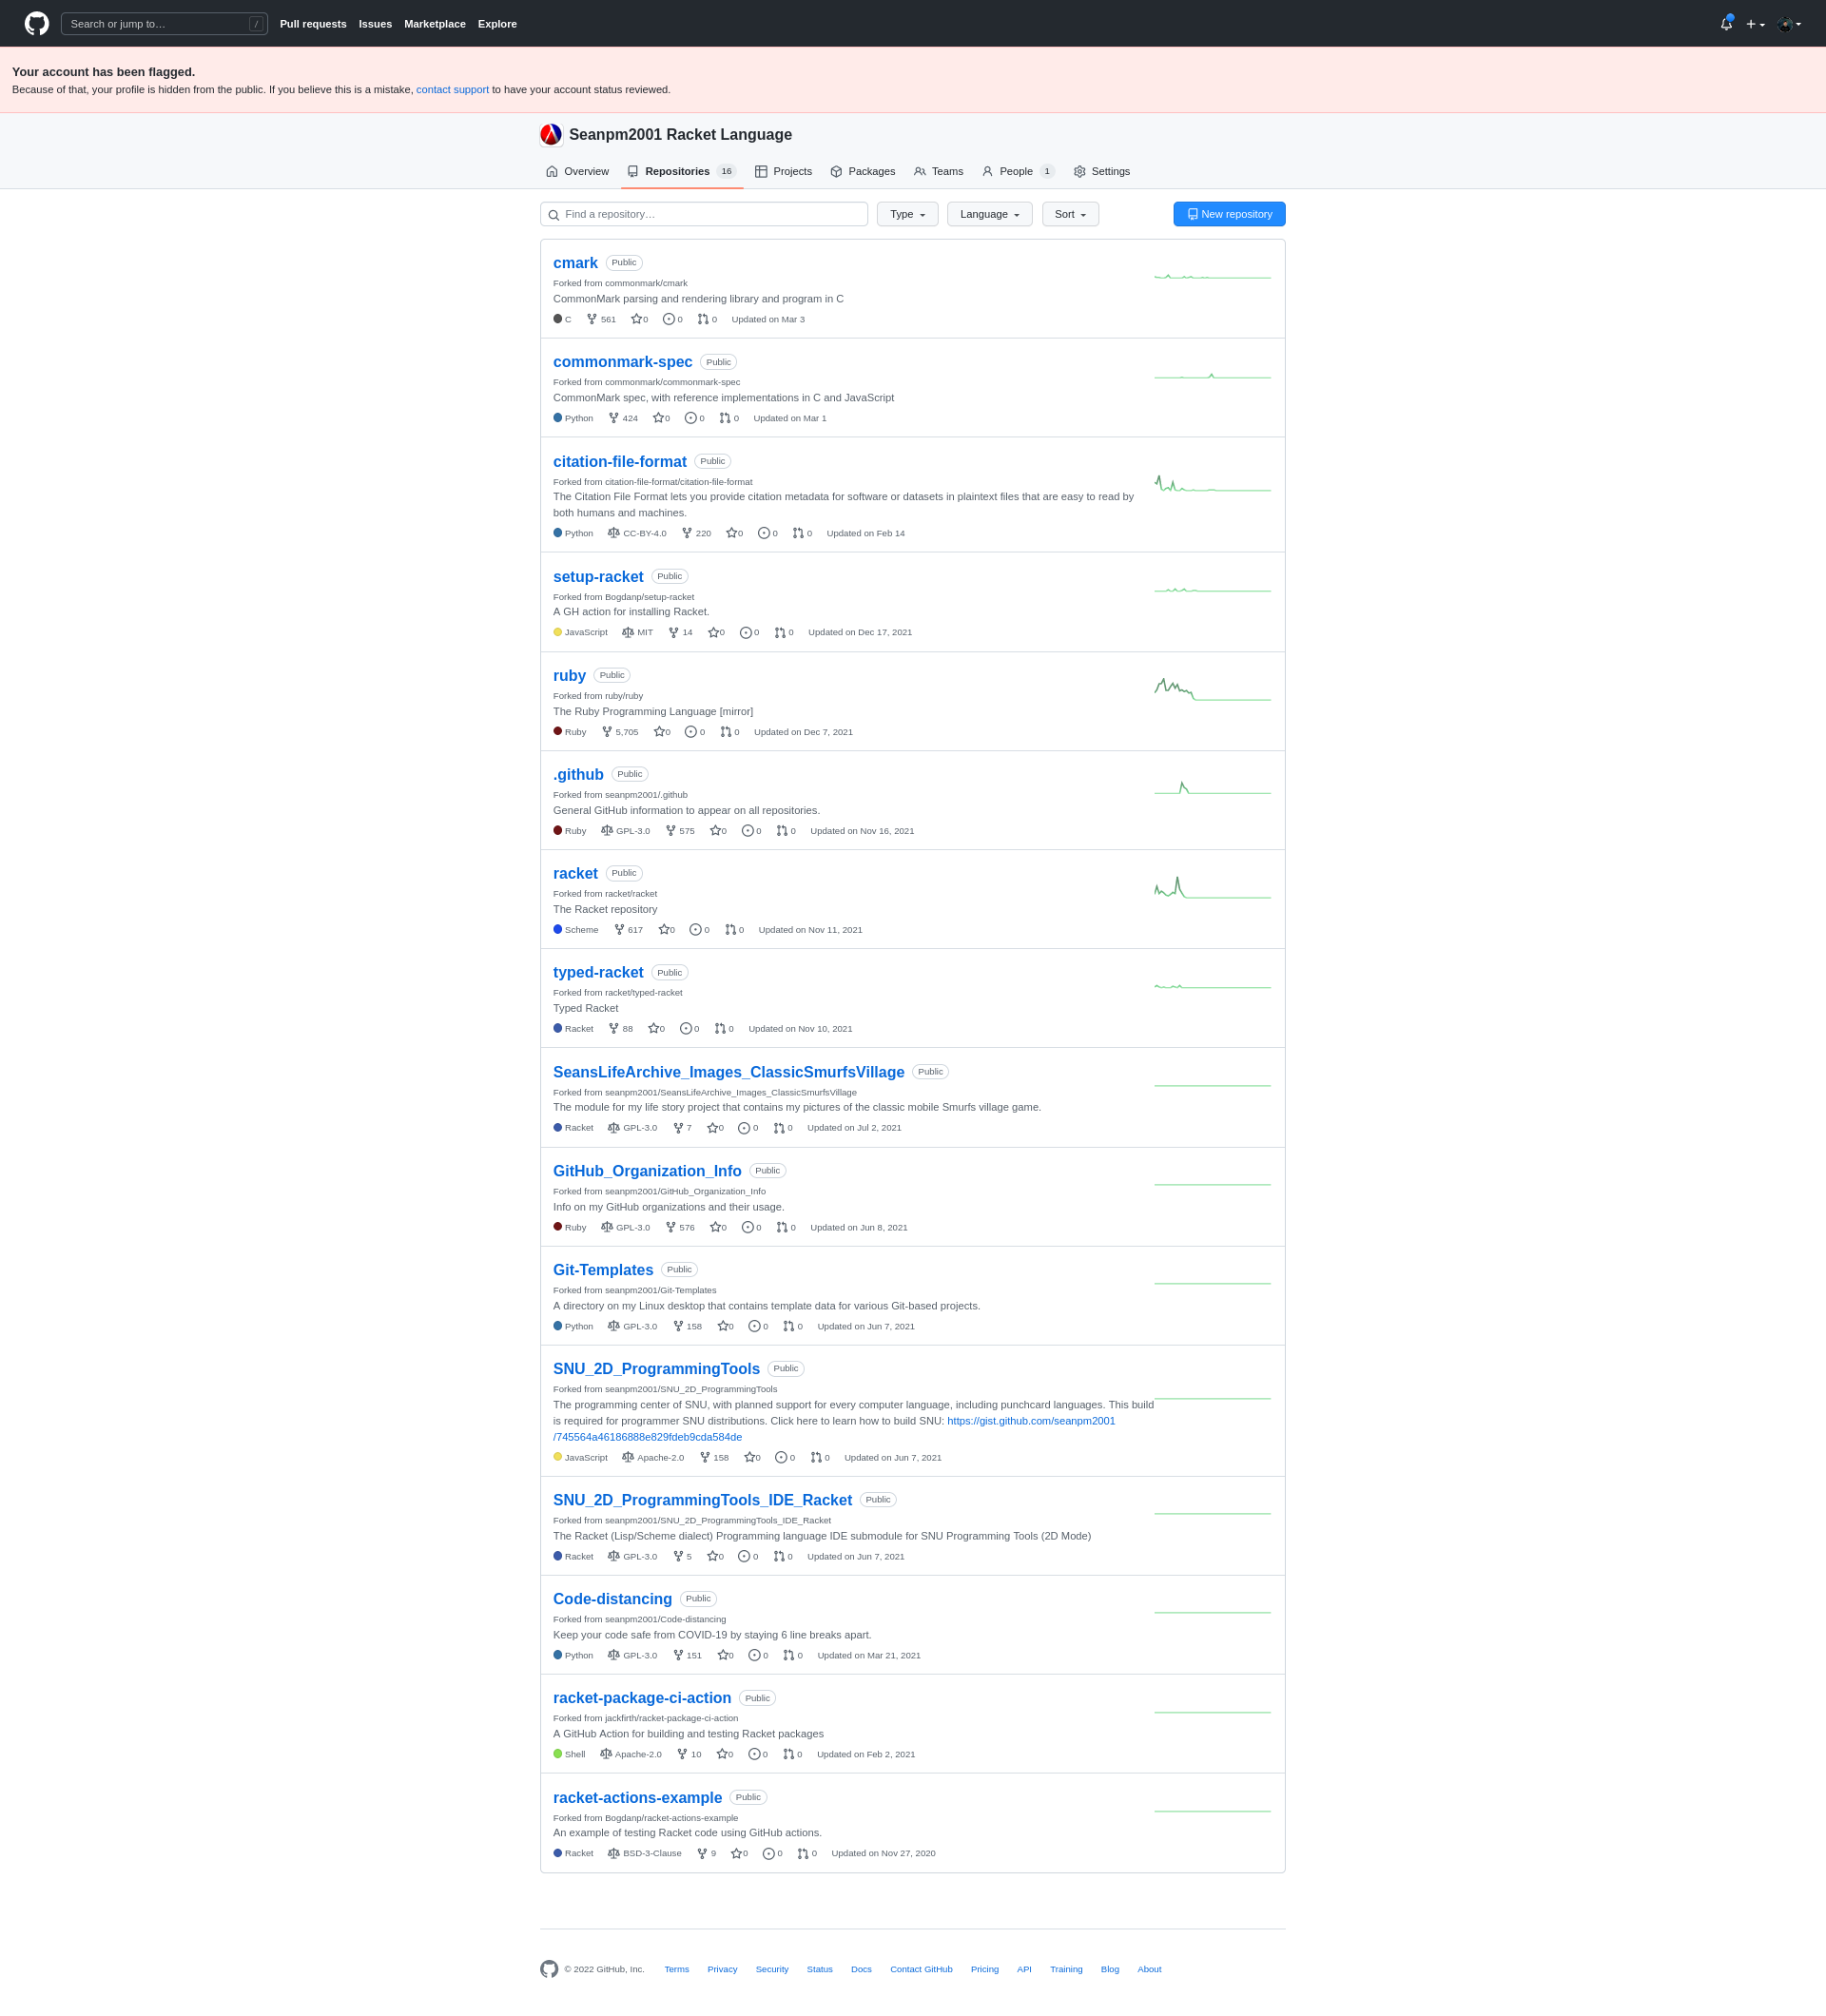 Search or jump to… /
Pull requests Issues Marketplace Explore
Your account has been flagged.
Because of that, your profile is hidden from the public. If you believe this is a mistake, contact support to have your account status reviewed.
Seanpm2001 Racket Language
Overview Repositories 16 Projects Packages Teams People 1 Settings
Find a repository… Type Language Sort New repository
cmark Public
Forked from commonmark/cmark
CommonMark parsing and rendering library and program in C
C 561 0 0 0 Updated on Mar 3
commonmark-spec Public
Forked from commonmark/commonmark-spec
CommonMark spec, with reference implementations in C and JavaScript
Python 424 0 0 0 Updated on Mar 1
citation-file-format Public
Forked from citation-file-format/citation-file-format
The Citation File Format lets you provide citation metadata for software or datasets in plaintext files that are easy to read by
both humans and machines.
Python CC-BY-4.0 220 0 0 0 Updated on Feb 14
setup-racket Public
Forked from Bogdanp/setup-racket
A GH action for installing Racket.
JavaScript MIT 14 0 0 0 Updated on Dec 17, 2021
ruby Public
Forked from ruby/ruby
The Ruby Programming Language [mirror]
Ruby 5,705 0 0 0 Updated on Dec 7, 2021
.github Public
Forked from seanpm2001/.github
General GitHub information to appear on all repositories.
Ruby GPL-3.0 575 0 0 0 Updated on Nov 16, 2021
racket Public
Forked from racket/racket
The Racket repository
Scheme 617 0 0 0 Updated on Nov 11, 2021
typed-racket Public
Forked from racket/typed-racket
Typed Racket
Racket 88 0 0 0 Updated on Nov 10, 2021
SeansLifeArchive_Images_ClassicSmurfsVillage Public
Forked from seanpm2001/SeansLifeArchive_Images_ClassicSmurfsVillage
The module for my life story project that contains my pictures of the classic mobile Smurfs village game.
Racket GPL-3.0 7 0 0 0 Updated on Jul 2, 2021
GitHub_Organization_Info Public
Forked from seanpm2001/GitHub_Organization_Info
Info on my GitHub organizations and their usage.
Ruby GPL-3.0 576 0 0 0 Updated on Jun 8, 2021
Git-Templates Public
Forked from seanpm2001/Git-Templates
A directory on my Linux desktop that contains template data for various Git-based projects.
Python GPL-3.0 158 0 0 0 Updated on Jun 7, 2021
SNU_2D_ProgrammingTools Public
Forked from seanpm2001/SNU_2D_ProgrammingTools
The programming center of SNU, with planned support for every computer language, including punchcard languages. This build
is required for programmer SNU distributions. Click here to learn how to build SNU: https://gist.github.com/seanpm2001
/745564a46186888e829fdeb9cda584de
JavaScript Apache-2.0 158 0 0 0 Updated on Jun 7, 2021
SNU_2D_ProgrammingTools_IDE_Racket Public
Forked from seanpm2001/SNU_2D_ProgrammingTools_IDE_Racket
The Racket (Lisp/Scheme dialect) Programming language IDE submodule for SNU Programming Tools (2D Mode)
Racket GPL-3.0 5 0 0 0 Updated on Jun 7, 2021
Code-distancing Public
Forked from seanpm2001/Code-distancing
Keep your code safe from COVID-19 by staying 6 line breaks apart.
Python GPL-3.0 151 0 0 0 Updated on Mar 21, 2021
racket-package-ci-action Public
Forked from jackfirth/racket-package-ci-action
A GitHub Action for building and testing Racket packages
Shell Apache-2.0 10 0 0 0 Updated on Feb 2, 2021
racket-actions-example Public
Forked from Bogdanp/racket-actions-example
An example of testing Racket code using GitHub actions.
Racket BSD-3-Clause 9 0 0 0 Updated on Nov 27, 2020
© 2022 GitHub, Inc. Terms Privacy Security Status Docs Contact GitHub Pricing API Training Blog About